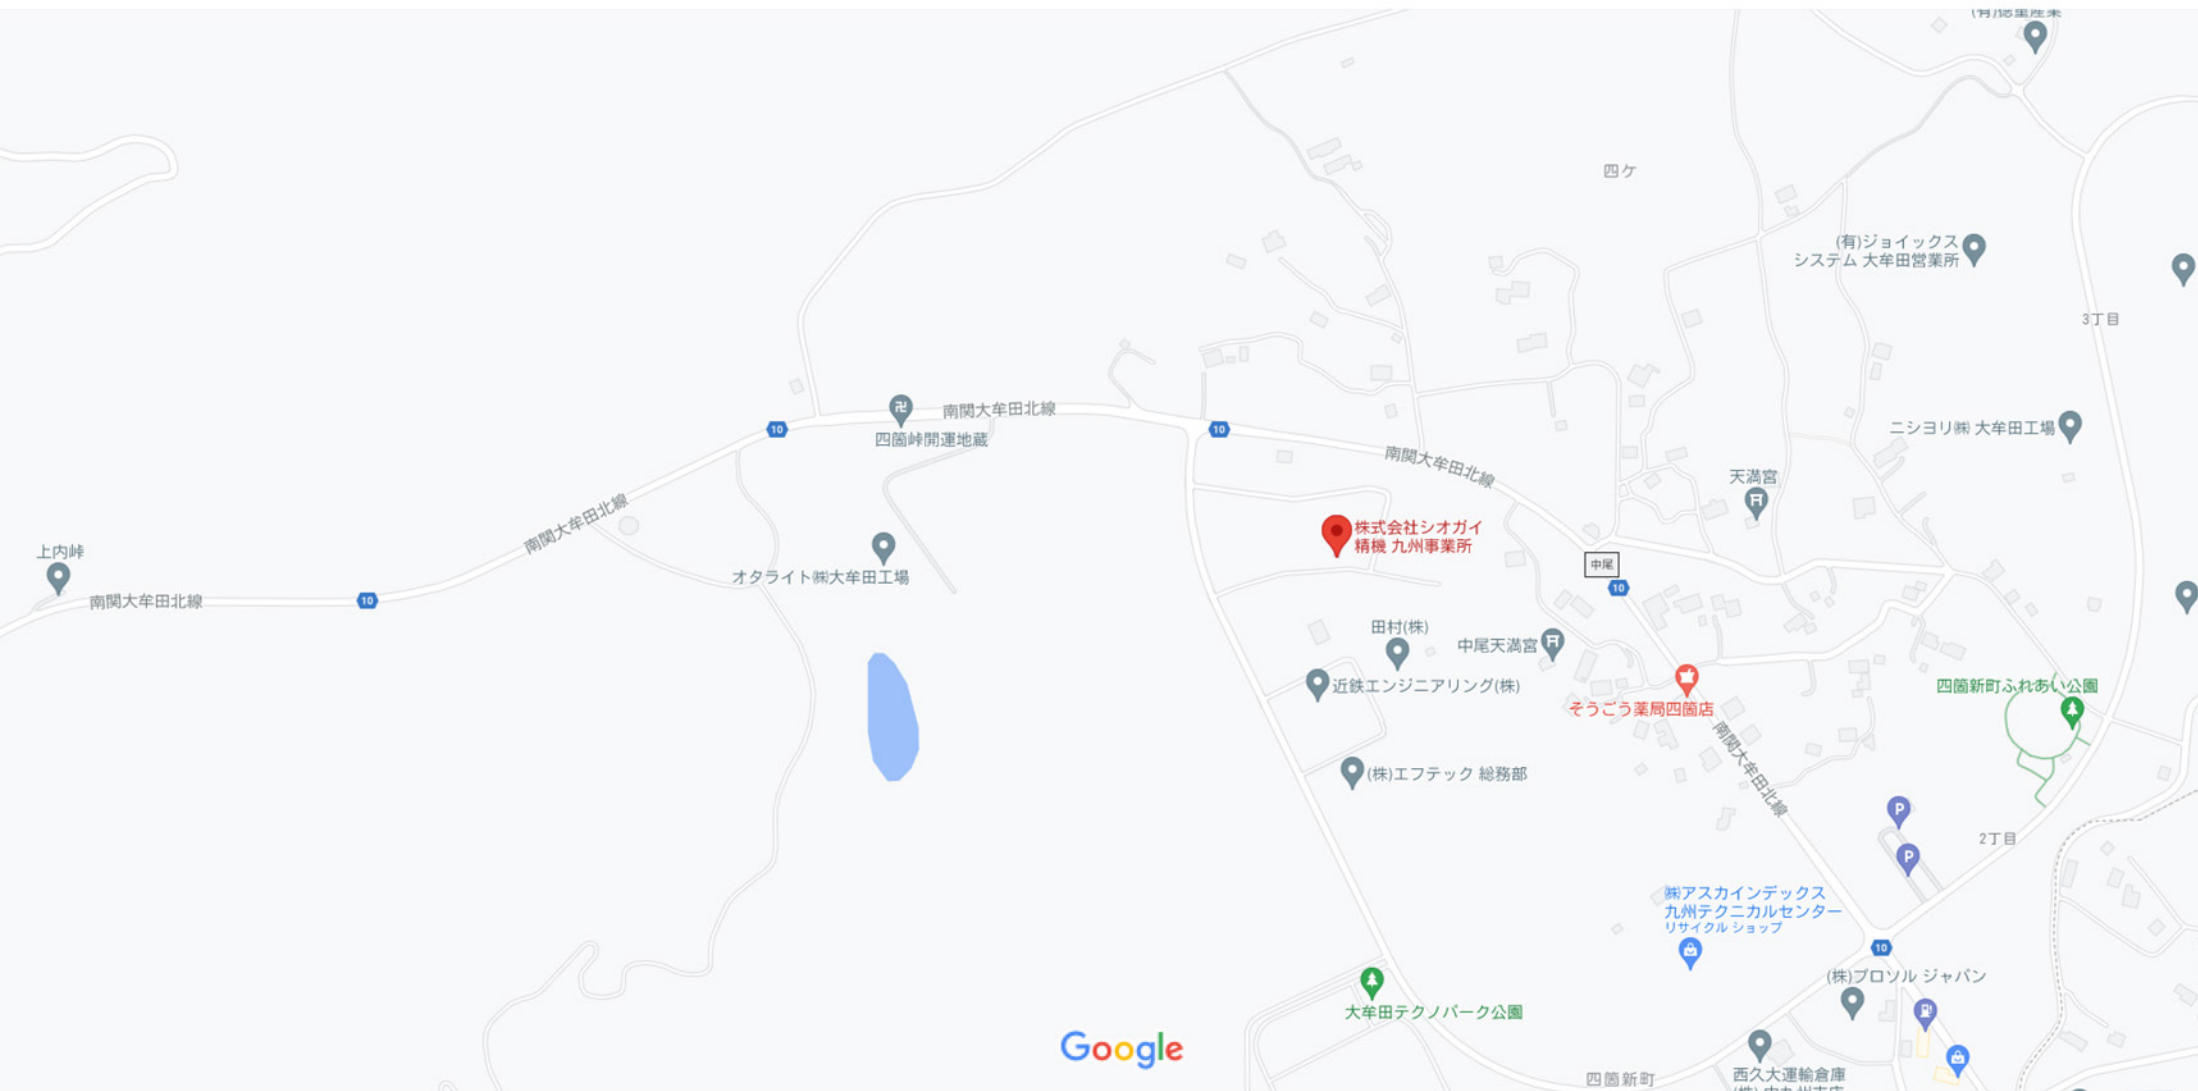 (有)徳重産業
四ケ
(有)ジョイックス
システム 大牟田営業所
3丁目
南関大牟田北線
10
10
四箇峠開運地蔵
南関大牟田北線
ニシヨリ㈱ 大牟田工場
天満宮
南関大牟田北線
株式会社シオガイ
精機 九州事業所
上内峠
オタライト㈱大牟田工場
中尾
10
南関大牟田北線
10
田村(株)
中尾天満宮
近鉄エンジニアリング(株)
四箇新町ふれあい公園
そうごう薬局四箇店
南関大牟田北線
(株)エフテック 総務部
P
2丁目
P
㈱アスカインデックス
九州テクニカルセンター
リサイクル ショップ
10
(株)プロソル ジャパン
大牟田テクノパーク公園
Google
四箇新町
西久大運輸倉庫